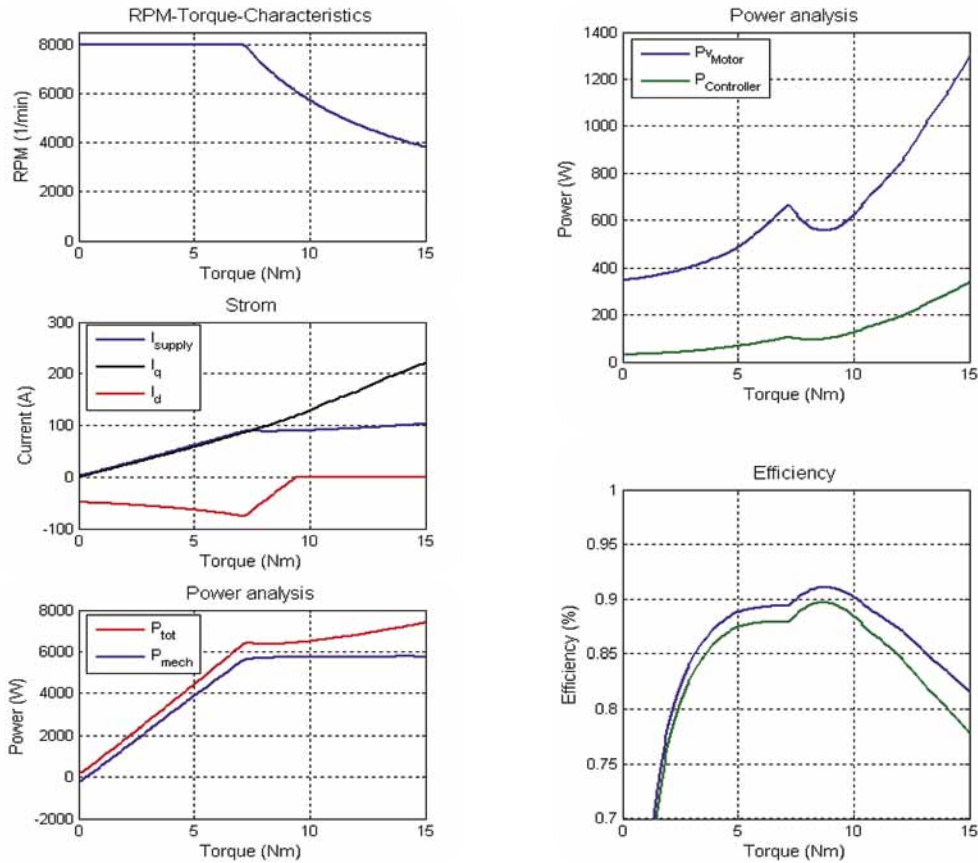 RPM-Torque-Characteristics
8000
6000
4000
2000
0
RPM (1/min)
0 5 10 15
Torque (Nm)
Strom
300
200
100
0
-100
Current (A)
I_supply
I_q
I_d
0 5 10 15
Torque (Nm)
Power analysis
8000
6000
4000
2000
0
-2000
Power (W)
P_tot
P_mech
0 5 10 15
Torque (Nm)
Power analysis
1400
1200
1000
800
600
400
200
0
Power (W)
Pv_Motor
P_Controller
0 5 10 15
Torque (Nm)
Efficiency
1
0.95
0.9
0.85
0.8
0.75
0.7
Efficiency (%)
0 5 10 15
Torque (Nm)